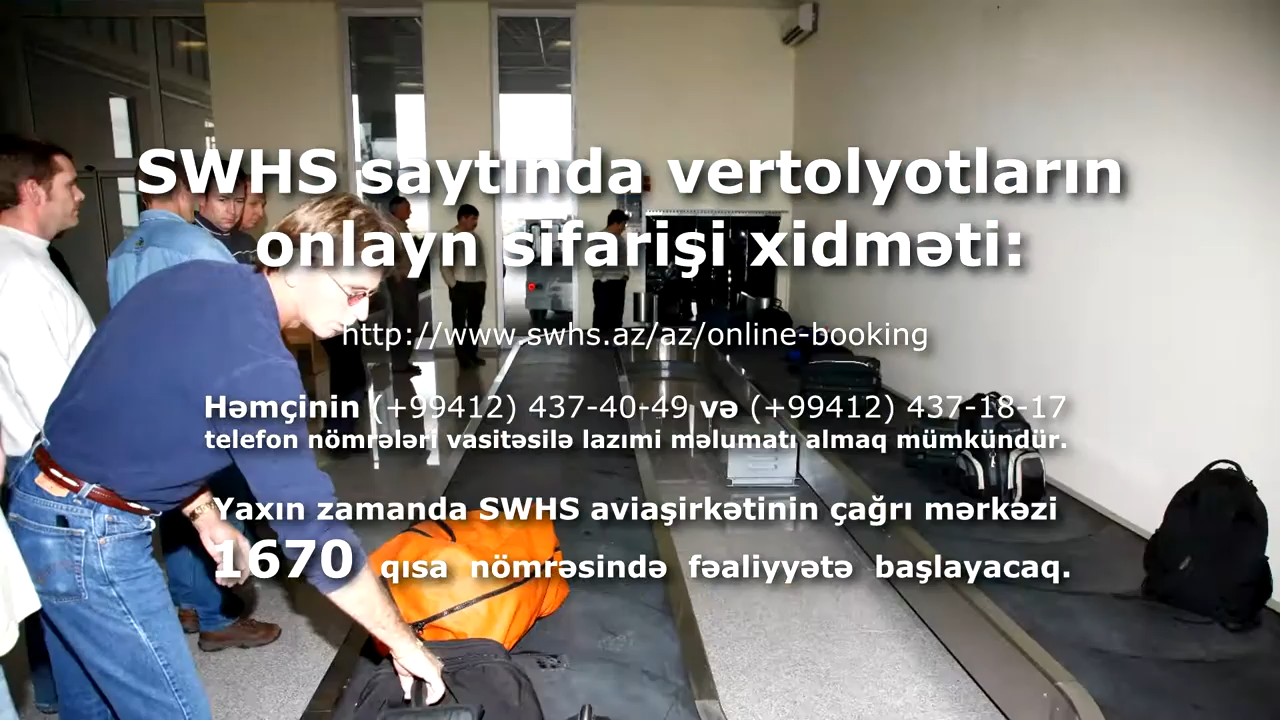 SWHS saytında vertolyotların
onlayn sifarişi xidməti:
http://www.swhs.az/az/online-booking
Həmçinin (+99412) 437-40-49 və (+99412) 437-18-17
telefon nömrələri vasitəsilə lazımi məlumatı almaq mümkündür.
Yaxın zamanda SWHS aviaşirkətinin çağrı mərkəzi
1670 qısa nömrəsində fəaliyyətə başlayacaq.